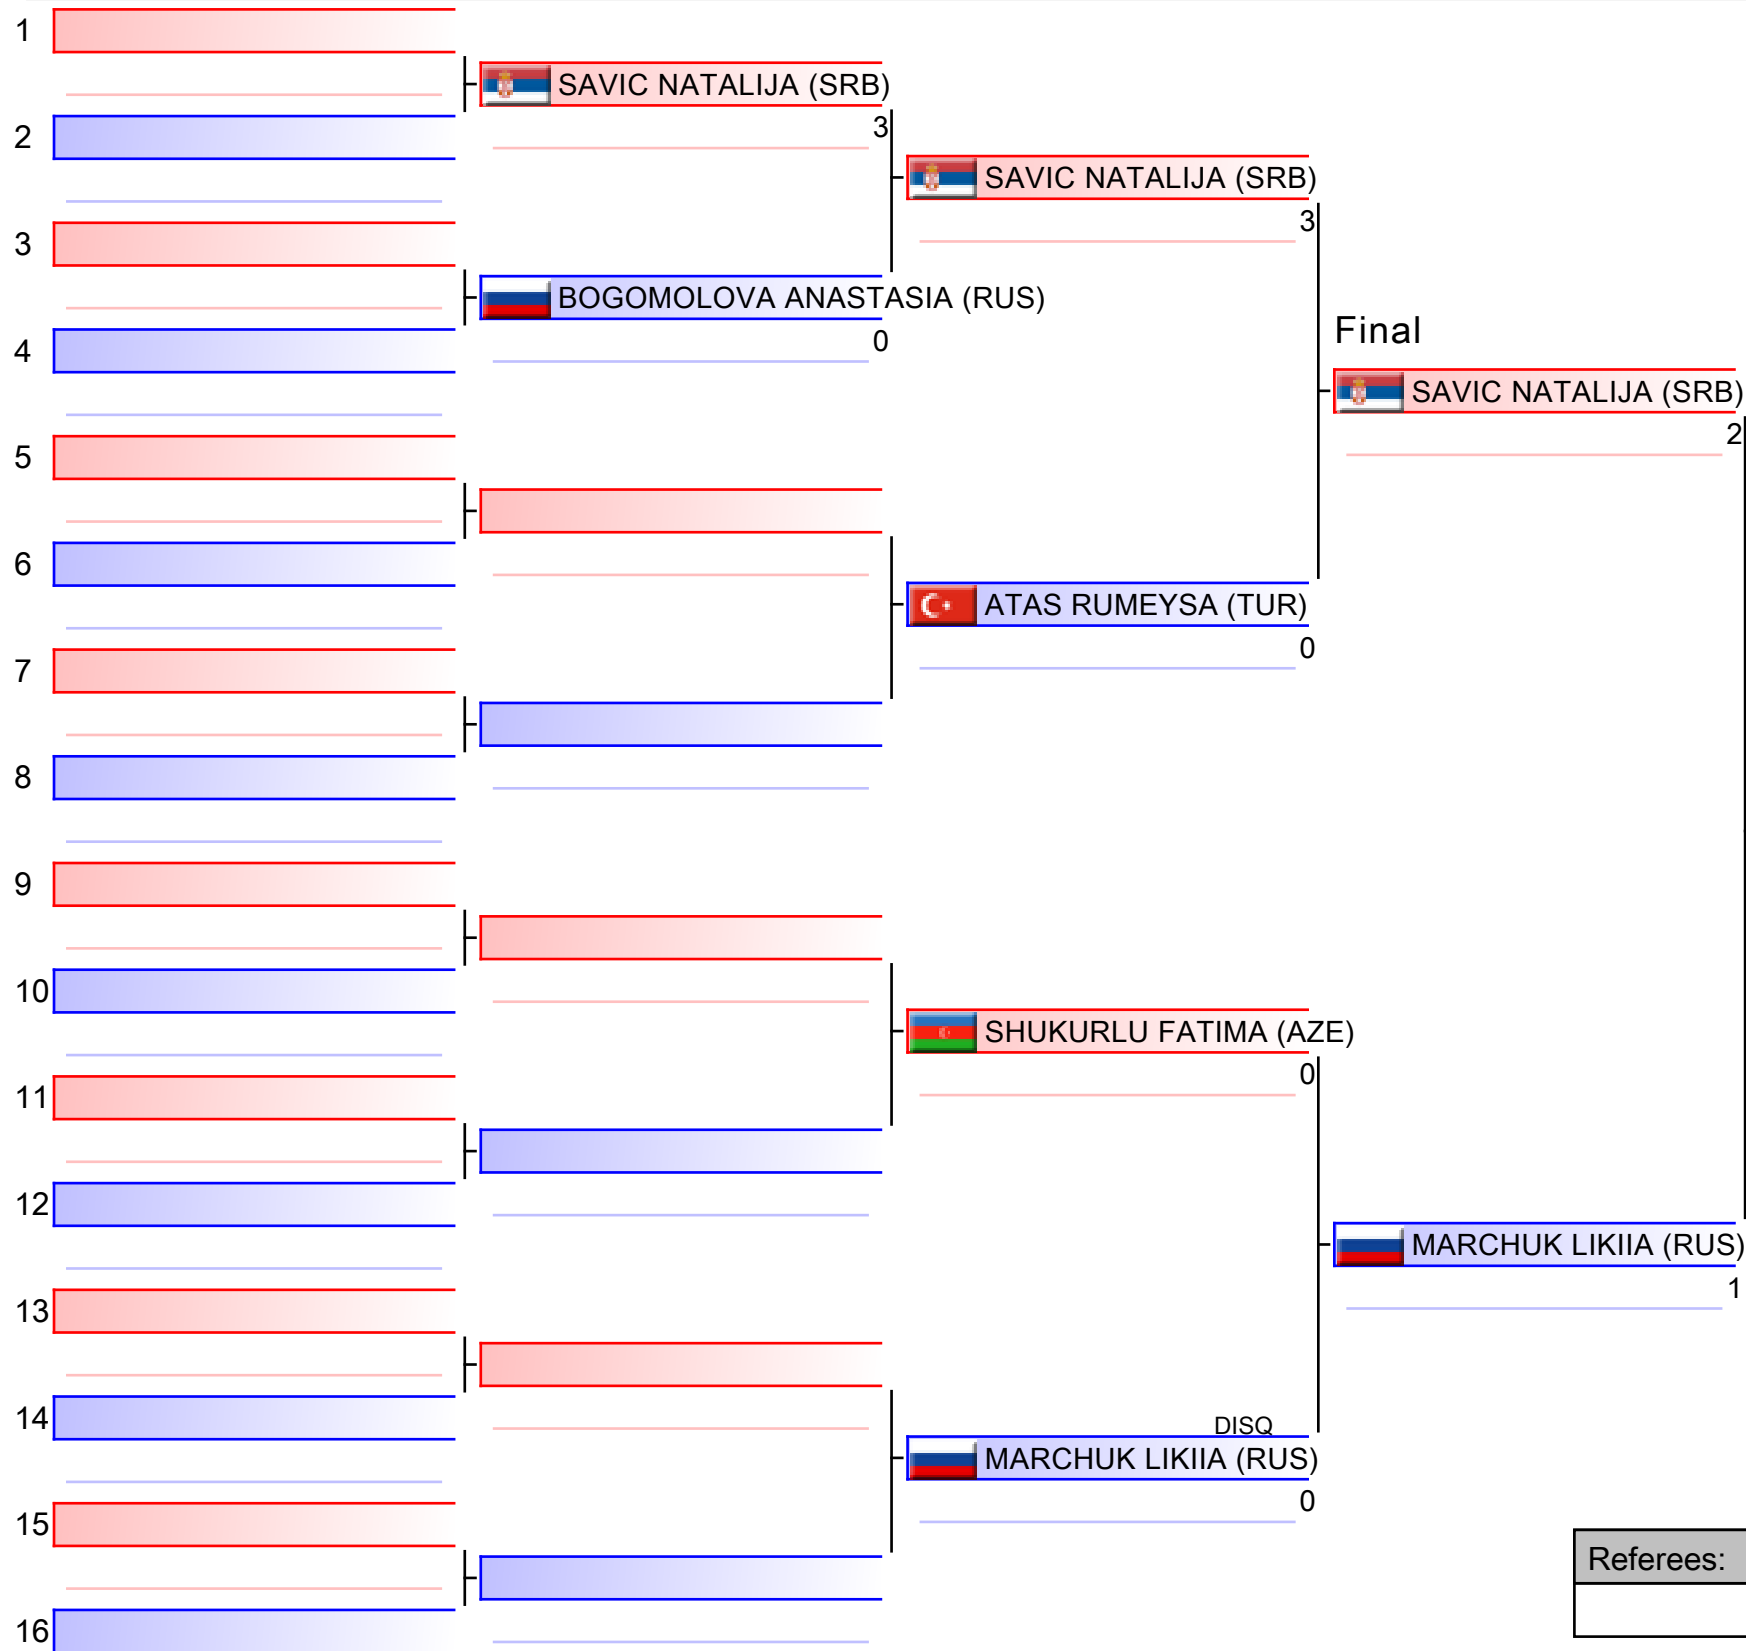 1
SAVIC NATALIJA (SRB)
3
2
SAVIC NATALIJA (SRB)
3
3
BOGOMOLOVA ANASTASIA (RUS)
0
4
Final
SAVIC NATALIJA (SRB)
2
5
6
ATAS RUMEYSA (TUR)
0
7
8
9
10
SHUKURLU FATIMA (AZE)
0
11
12
MARCHUK LIKIIA (RUS)
1
13
14
DISQ
MARCHUK LIKIIA (RUS)
0
15
Referees:
16